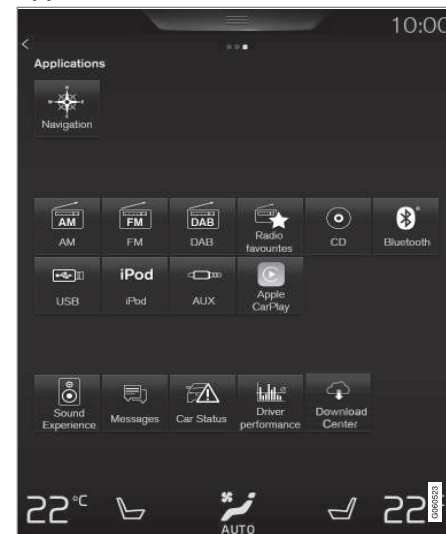 10:00
Applications
Navigation
AM
FM
DAB
AM
FM
DAB
Radio
favourites
CD
Bluetooth
iPod
USB
iPod
AUX
Apple
CarPlay
Sound
Experience
Messages
Car Status
Driver
performance
Download
Center
22°C
AUTO
22
G060523